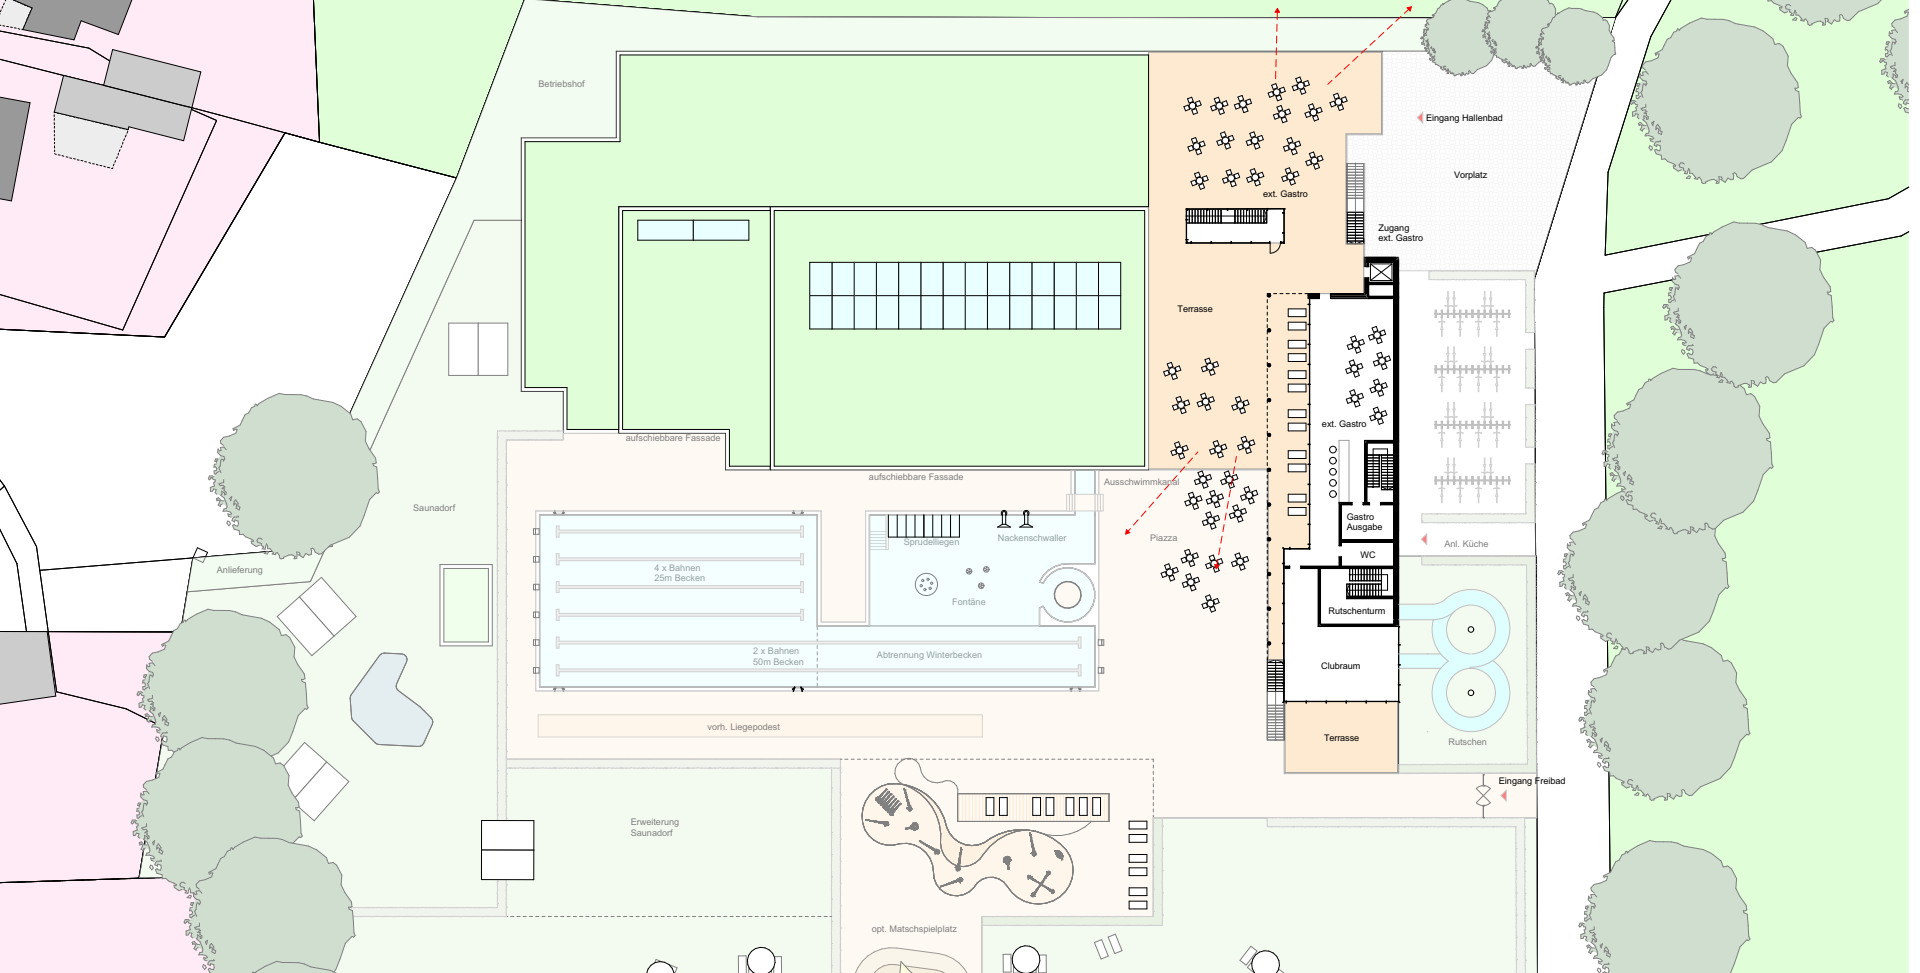 Betriebshof
Eingang Hallenbad
Vorplatz
ext. Gastro
Zugang
ext. Gastro
Terrasse
ext. Gastro
aufschiebbare Fassade
aufschiebbare Fassade
Ausschwimmkanal
Saunadorf
Gastro
Ausgabe
Sprudelliegen
Nackenschwaller
Piazza
Anl. Küche
WC
Anlieferung
4 x Bahnen
25m Becken
Fontäne
Rutschenturm
2 x Bahnen
50m Becken
Abtrennung Winterbecken
Clubraum
vorh. Liegepodest
Terrasse
Rutschen
Eingang Freibad
Erweiterung
Saunadorf
opt. Matschspielplatz